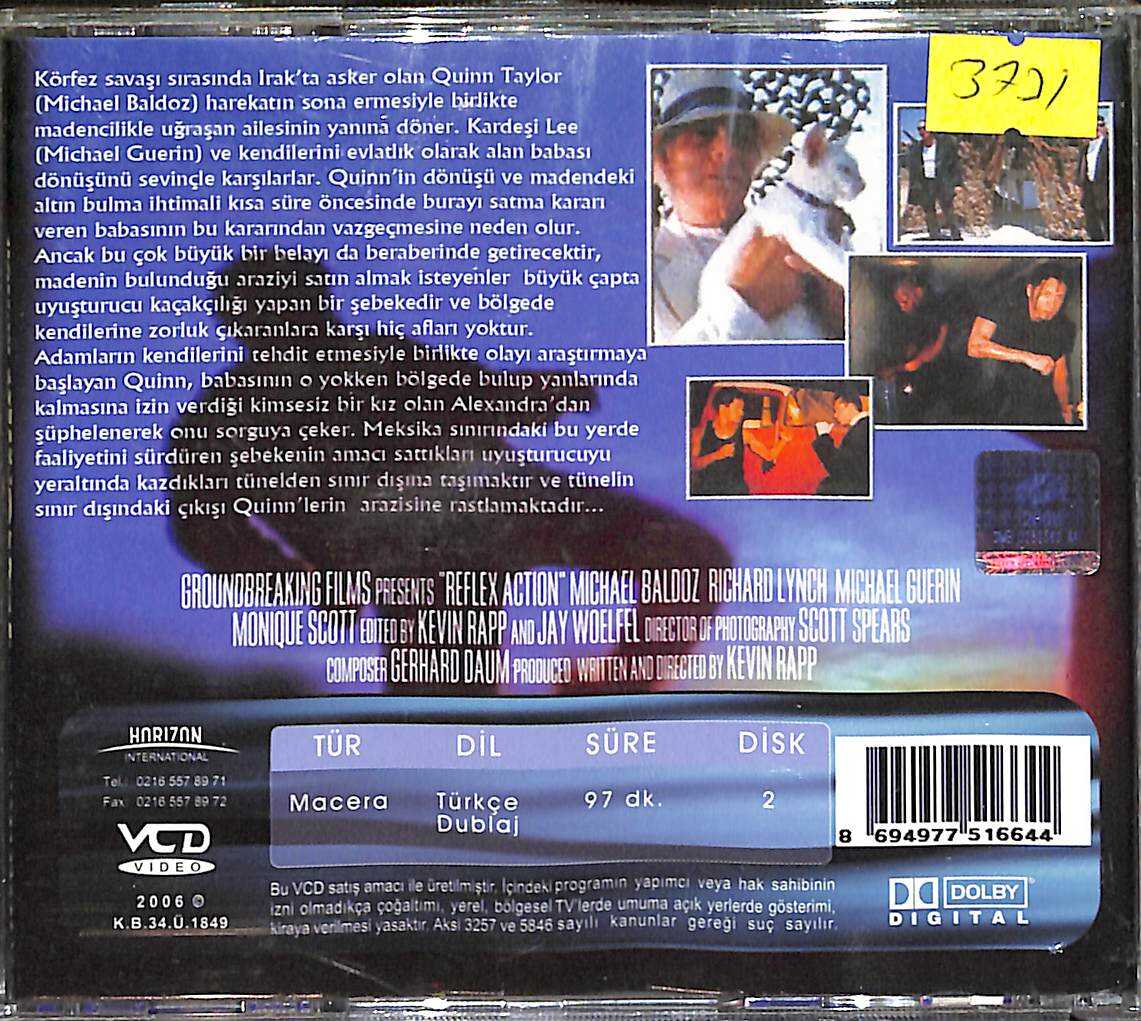 Körfez savaşı sırasında Irak'ta asker olan Quinn Taylor
(Michael Baldoz) harekatın sona ermesiyle birlikte
madencilikle uğraşan ailesinin yanına döner. Kardeşi Lee
(Michael Guerin) ve kendilerini evlatlık olarak alan babası
dönüşünü sevinçle karşılarlar. Quinn'in dönüşü ve madendeki
altın bulma ihtimali kısa süre öncesinde burayı satma kararı
veren babasının bu kararından vazgeçmesine neden olur.
Ancak bu çok büyük bir belayı da beraberinde getirecektir,
madenin bulunduğu araziyi satın almak isteyenler büyük çapta
uyuşturucu kaçakçılığı yapan bir şebekedir ve bölgede
kendilerine zorluk çıkaranlara karşı hiç afları yoktur.
Adamların kendilerini tehdit etmesiyle birlikte olayı araştırmaya
başlayan Quinn, babasının o yokken bölgede bulup yanlarında
kalmasına izin verdiği kimsesiz bir kız olan Alexandra'dan
şüphelenerek onu sorguya çeker. Meksika sınırındaki bu yerde
faaliyetini sürdüren şebekenin amacı sattıkları uyuşturucuyu
yeraltında kazdıkları tünelden sınır dışına taşımaktır ve tünelin
sınır dışındaki çıkışı Quinn'lerin arazisine rastlamaktadır...
3721
GROUNDBREAKING FILMS PRESENTS "REFLEX ACTION" MICHAEL BALDOZ RICHARD LYNCH MICHAEL GUERIN
MONIQUE SCOTT EDITED BY KEVIN RAPP AND JAY WOELFEL DIRECTOR OF PHOTOGRAPHY SCOTT SPEARS
COMPOSER GERHARD DAUM PRODUCED WRITTEN AND DIRECTED BY KEVIN RAPP
HORIZON
INTERNATIONAL
Tel. 0216 557 89 71
Fax. 0216 557 89 72
VCD
VIDEO
2006 ©
K.B.34.Ü.1849
TÜR DİL SÜRE DİSK
Macera Türkçe 97 dk. 2
Dublaj
Bu VCD satış amacı ile üretilmiştir. İçindeki programın yapımcı veya hak sahibinin
izni olmadıkça çoğaltımı, yerel, bölgesel TV'lerde umuma açık yerlerde gösterimi,
kiraya verilmesi yasaktır. Aksi 3257 ve 5846 sayılı kanunlar gereği suç sayılır.
8 694977 516644
DOLBY
DIGITAL